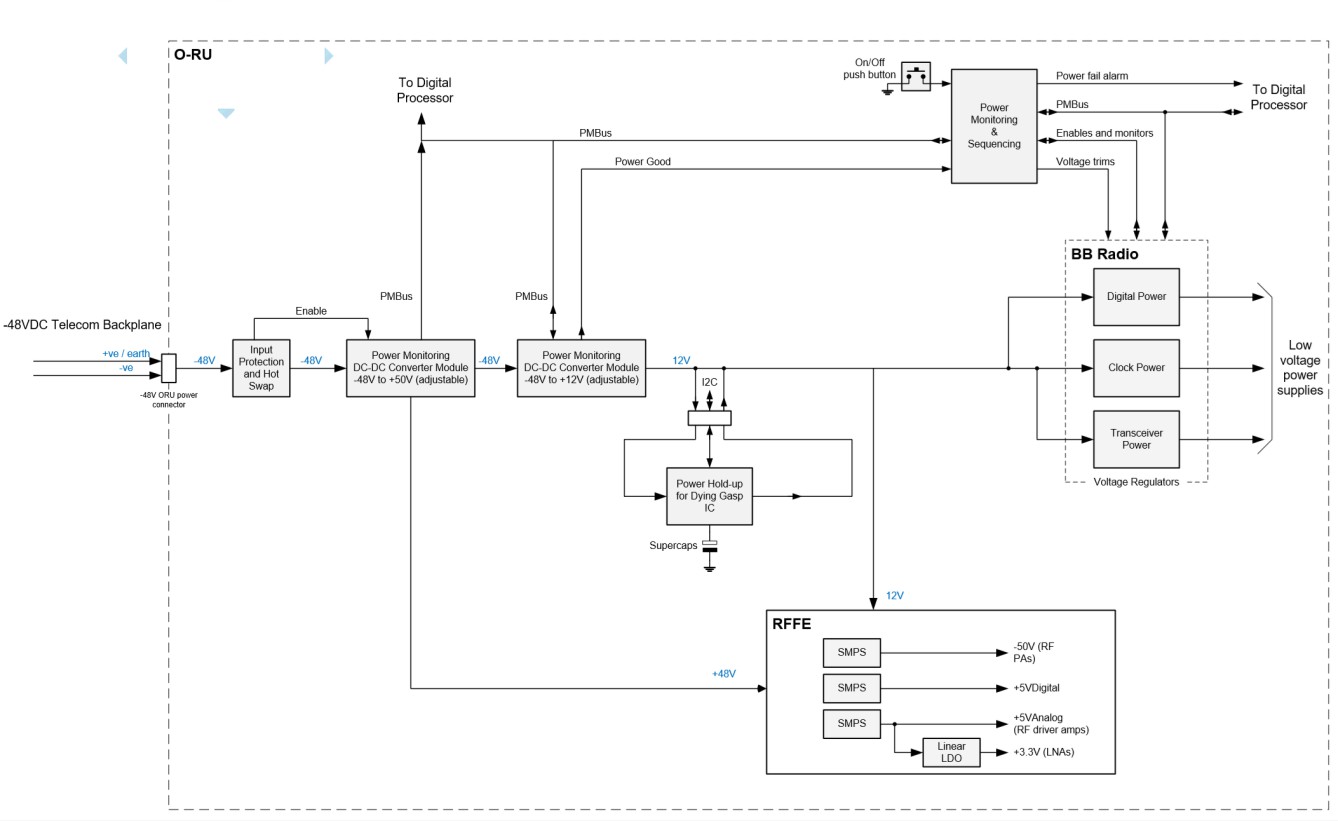 O-RU
On/Off
push button
To Digital
Processor
Power
Monitoring
&
Sequencing
Power fail alarm
PMBus
Enables and monitors
Voltage trims
To Digital
Processor
PMBus
Power Good
BB Radio
Digital Power
Clock Power
Transceiver
Power
Voltage Regulators
Low
voltage
power
supplies
-48VDC Telecom Backplane
+ve / earth
-ve
-48V ORU power
connector
-48V
Enable
Input
Protection
and Hot
Swap
-48V
PMBus
Power Monitoring
DC-DC Converter Module
-48V to +50V (adjustable)
-48V
PMBus
Power Monitoring
DC-DC Converter Module
-48V to +12V (adjustable)
12V
I2C
Power Hold-up
for Dying Gasp
IC
Supercaps
12V
+48V
RFFE
SMPS
-50V (RF
PAs)
SMPS
+5VDigital
SMPS
+5VAnalog
(RF driver amps)
Linear
LDO
+3.3V (LNAs)